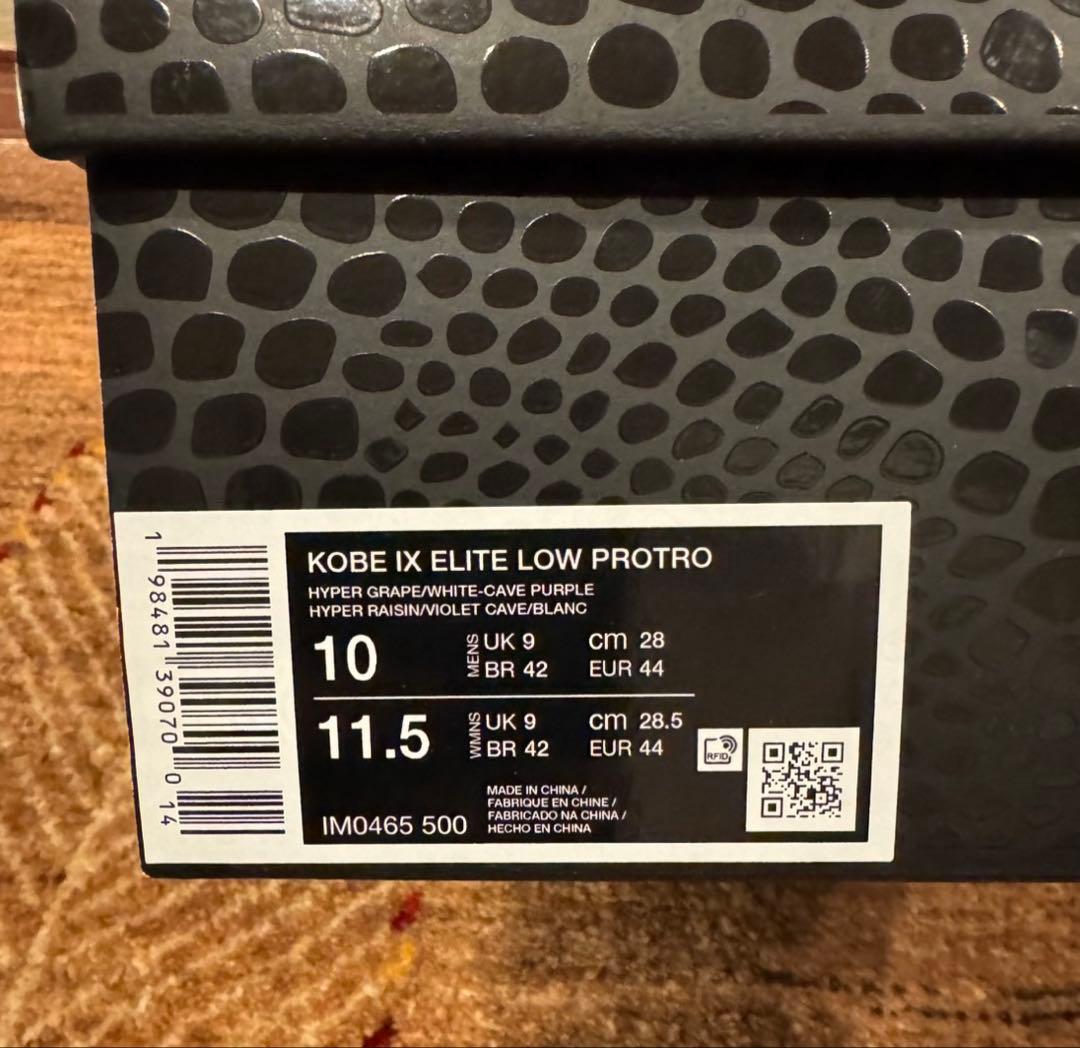 KOBE IX ELITE LOW PROTRO
HYPER GRAPE/WHITE-CAVE PURPLE
HYPER RAISIN/VIOLET CAVE/BLANC
10 MENS UK 9 cm 28
BR 42 EUR 44
11.5 WMNS UK 9 cm 28.5
BR 42 EUR 44
RFID
MADE IN CHINA /
FABRIQUE EN CHINE /
FABRICADO NA CHINA /
HECHO EN CHINA
IM0465 500
1 98481 39070 0 14